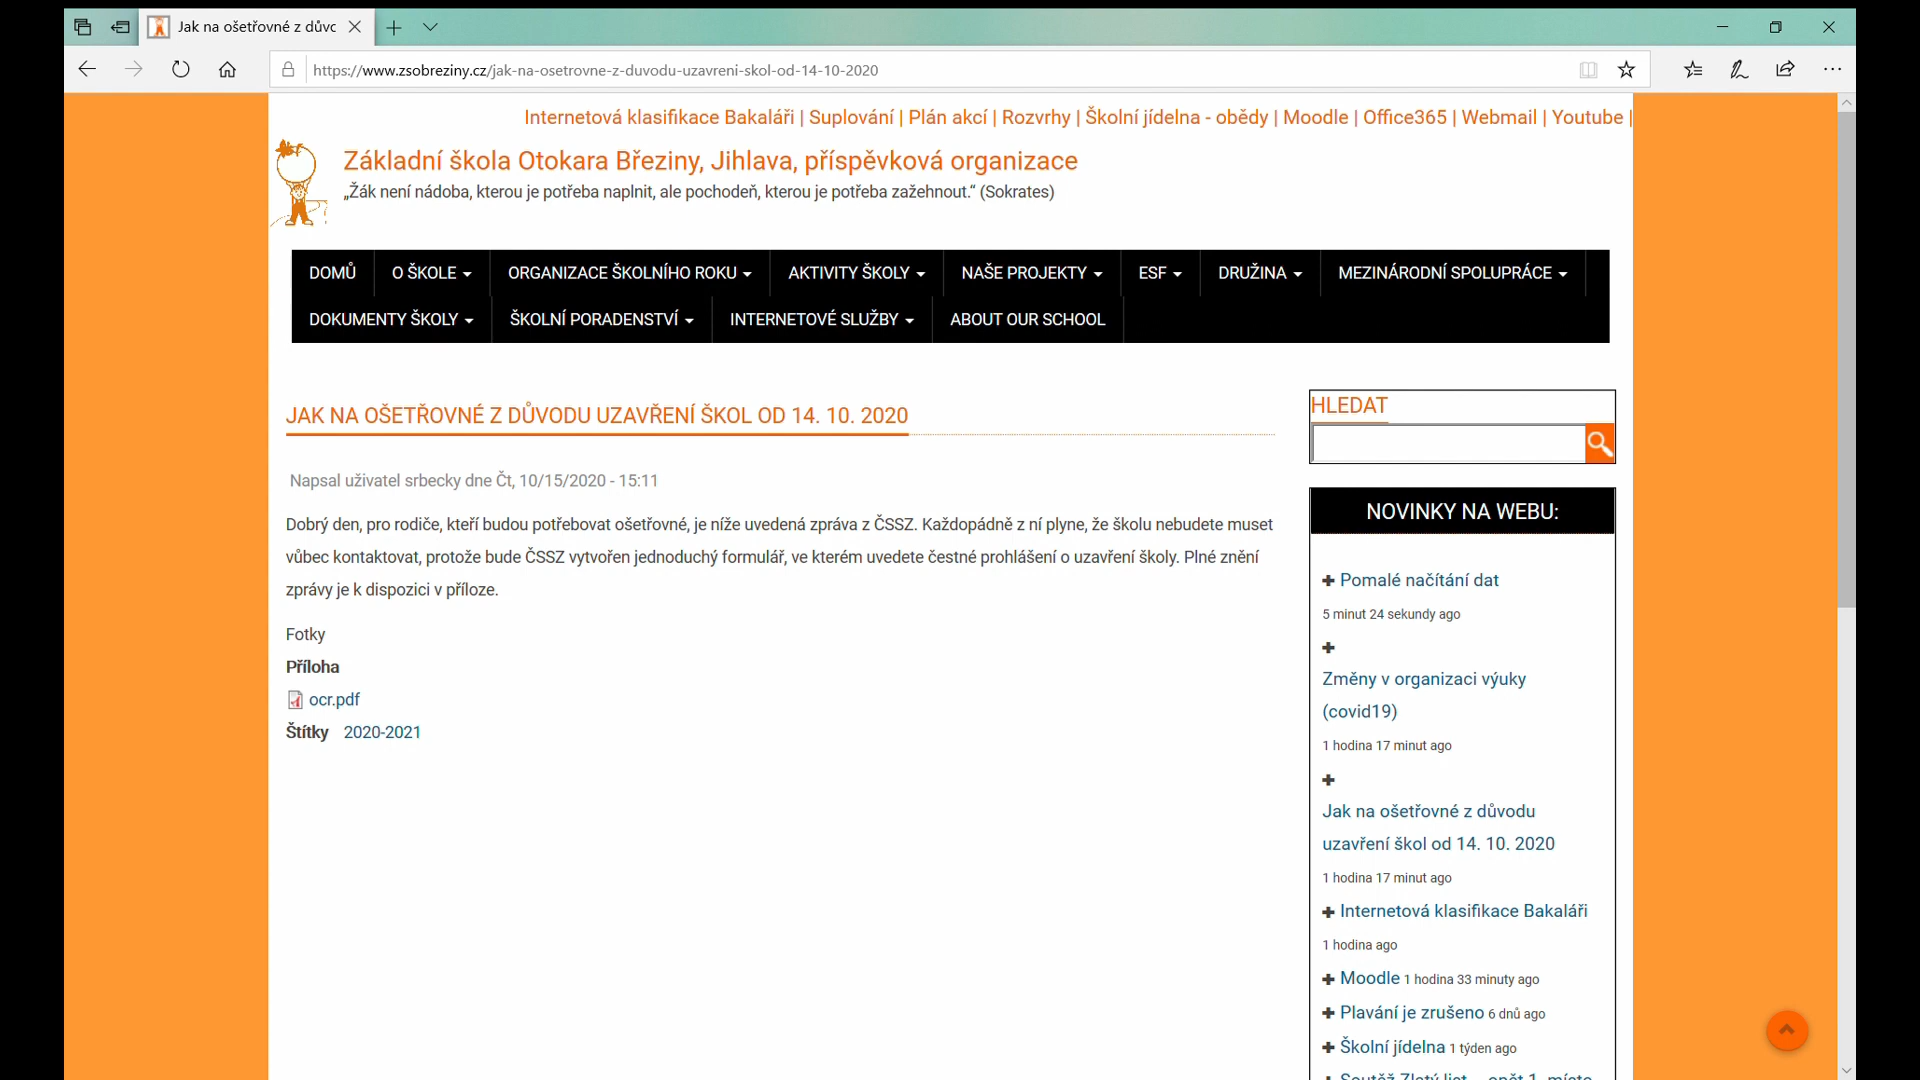 Jak na ošetřovné z důvc
https://www.zsobreziny.cz/jak-na-osetrovne-z-duvodu-uzavreni-skol-od-14-10-2020
Internetová klasifikace Bakaláři | Suplování | Plán akcí | Rozvrhy | Školní jídelna - obědy | Moodle | Office365 | Webmail | Youtube |
Základní škola Otokara Březiny, Jihlava, příspěvková organizace
„Žák není nádoba, kterou je potřeba naplnit, ale pochodeň, kterou je potřeba zažehnout.“ (Sokrates)
DOMŮ O ŠKOLE ORGANIZACE ŠKOLNÍHO ROKU AKTIVITY ŠKOLY NAŠE PROJEKTY ESF DRUŽINA MEZINÁRODNÍ SPOLUPRÁCE
DOKUMENTY ŠKOLY ŠKOLNÍ PORADENSTVÍ INTERNETOVÉ SLUŽBY ABOUT OUR SCHOOL
JAK NA OŠETŘOVNÉ Z DŮVODU UZAVŘENÍ ŠKOL OD 14. 10. 2020
Napsal uživatel srbecky dne Čt, 10/15/2020 - 15:11
Dobrý den, pro rodiče, kteří budou potřebovat ošetřovné, je níže uvedená zpráva z ČSSZ. Každopádně z ní plyne, že školu nebudete muset
vůbec kontaktovat, protože bude ČSSZ vytvořen jednoduchý formulář, ve kterém uvedete čestné prohlášení o uzavření školy. Plné znění
zprávy je k dispozici v příloze.
Fotky
Příloha
ocr.pdf
Štítky 2020-2021
HLEDAT
NOVINKY NA WEBU:
Pomalé načítání dat
5 minut 24 sekundy ago
Změny v organizaci výuky
(covid19)
1 hodina 17 minut ago
Jak na ošetřovné z důvodu
uzavření škol od 14. 10. 2020
1 hodina 17 minut ago
Internetová klasifikace Bakaláři
1 hodina ago
Moodle 1 hodina 33 minuty ago
Plavání je zrušeno 6 dnů ago
Školní jídelna 1 týden ago
Soutěž Zlatý list - opět 1. místo